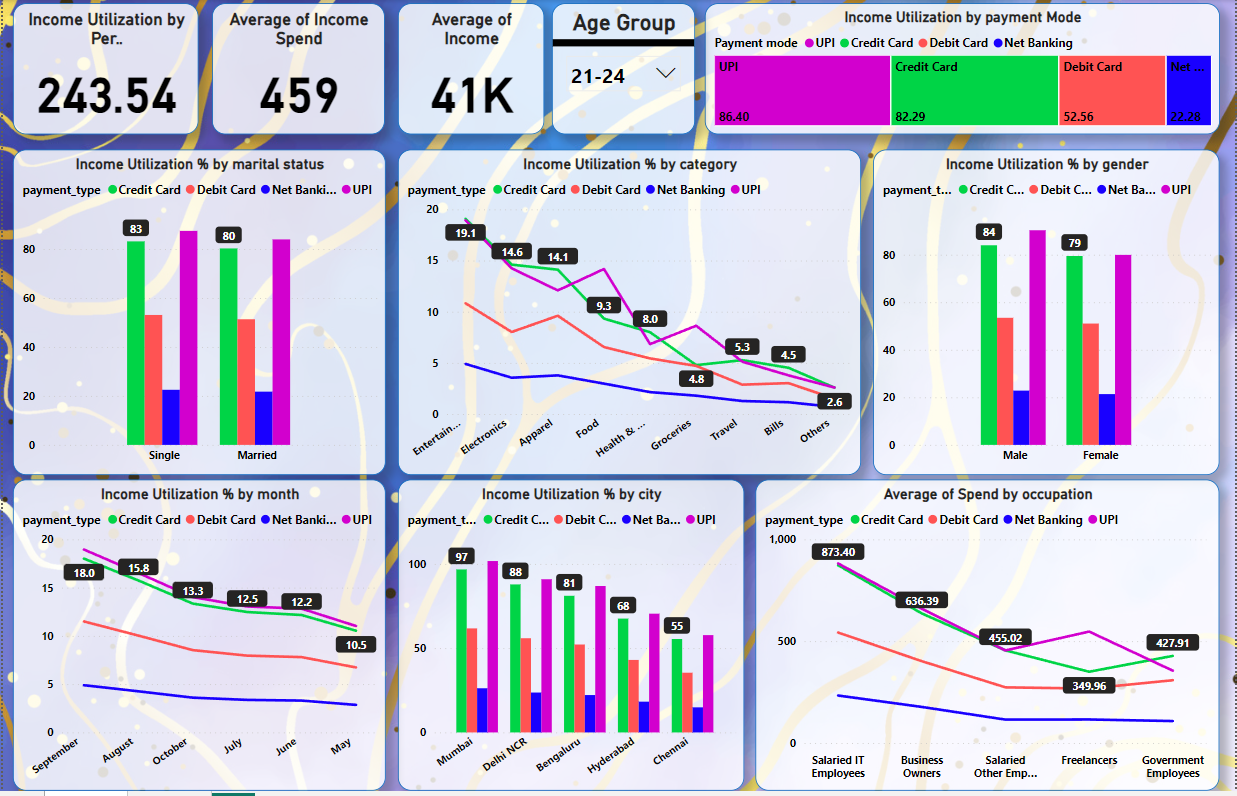 Income Utilization by
Per..
243.54
Average of Income
Spend
459
Average of
Income
41K
Age Group
21-24
Income Utilization by payment Mode
Payment mode UPI Credit Card Debit Card Net Banking
UPI
86.40
Credit Card
82.29
Debit Card
52.56
Net ...
22.28
Income Utilization % by marital status
payment_type Credit Card Debit Card Net Banki... UPI
80
60
40
20
0
83
80
Single
Married
Income Utilization % by category
payment_type Credit Card Debit Card Net Banking UPI
20
15
10
5
0
19.1
14.6
14.1
9.3
8.0
4.8
5.3
4.5
2.6
Entertain...
Electronics
Apparel
Food
Health & ...
Groceries
Travel
Bills
Others
Income Utilization % by gender
payment_t... Credit C... Debit C... Net Ba... UPI
80
60
40
20
0
84
79
Male
Female
Income Utilization % by month
payment_type Credit Card Debit Card Net Banki... UPI
20
15
10
5
0
18.0
15.8
13.3
12.5
12.2
10.5
September
August
October
July
June
May
Income Utilization % by city
payment_t... Credit C... Debit C... Net Ba... UPI
100
50
0
97
88
81
68
55
Mumbai
Delhi NCR
Bengaluru
Hyderabad
Chennai
Average of Spend by occupation
payment_type Credit Card Debit Card Net Banking UPI
1,000
500
0
873.40
636.39
455.02
349.96
427.91
Salaried IT
Employees
Business
Owners
Salaried
Other Emp...
Freelancers
Government
Employees